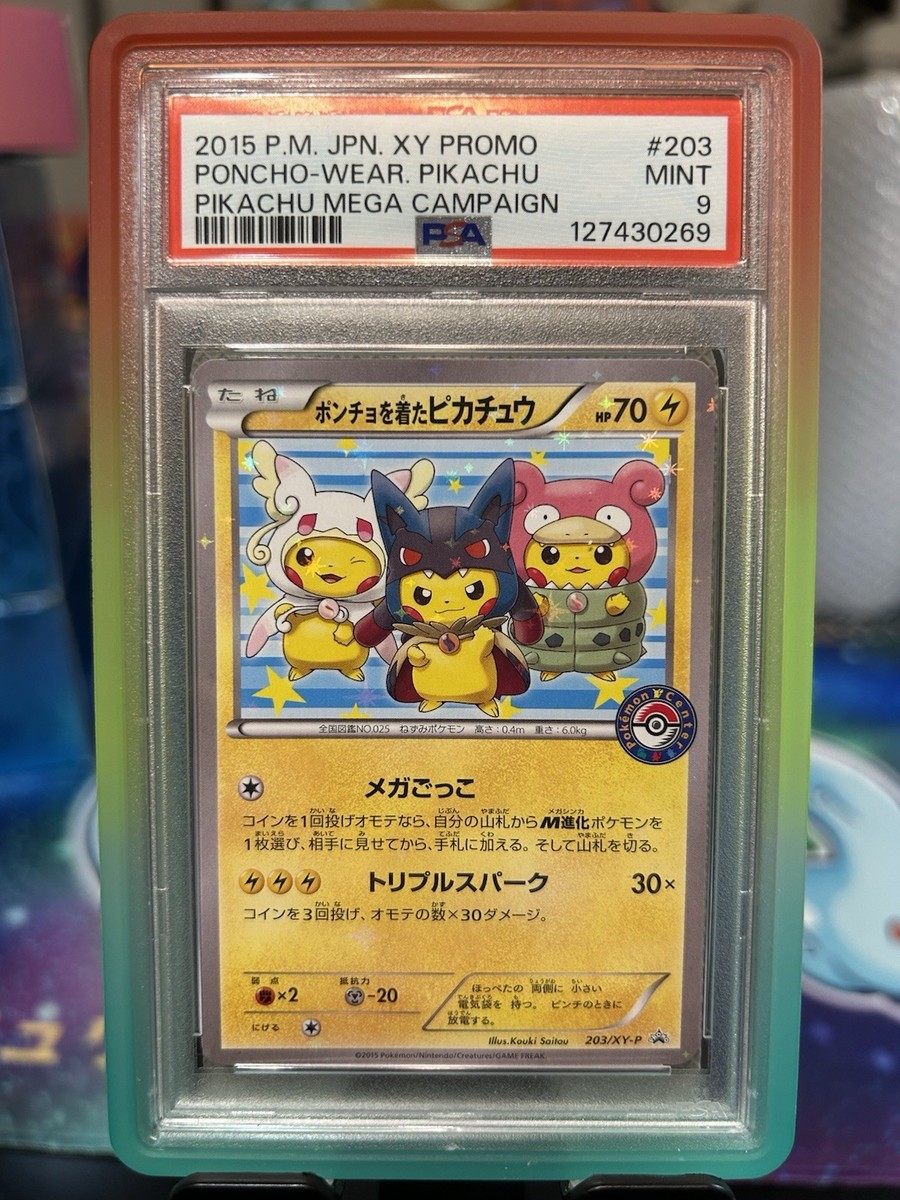 2015 P.M. JPN. XY PROMO #203
PONCHO-WEAR. PIKACHU MINT
PIKACHU MEGA CAMPAIGN 9
PSA 127430269
たね ポンチョを着たピカチュウ HP70
Pokémon Center
全国図鑑NO.025 ねずみポケモン 高さ：0.4m 重さ：6.0kg
メガごっこ
コインを1回投げオモテなら、自分の山札からM進化ポケモンを
1枚選び、相手に見せてから、手札に加える。そして山札を切る。
トリプルスパーク 30×
コインを3回投げ、オモテの数×30ダメージ。
弱点 抵抗力
×2 -20
にげる
ほっぺたの 両側に 小さい
電気袋を 持つ。 ピンチのときに
放電する。
Illus.Kouki Saitou 203/XY-P
©2015 Pokémon/Nintendo/Creatures/GAME FREAK